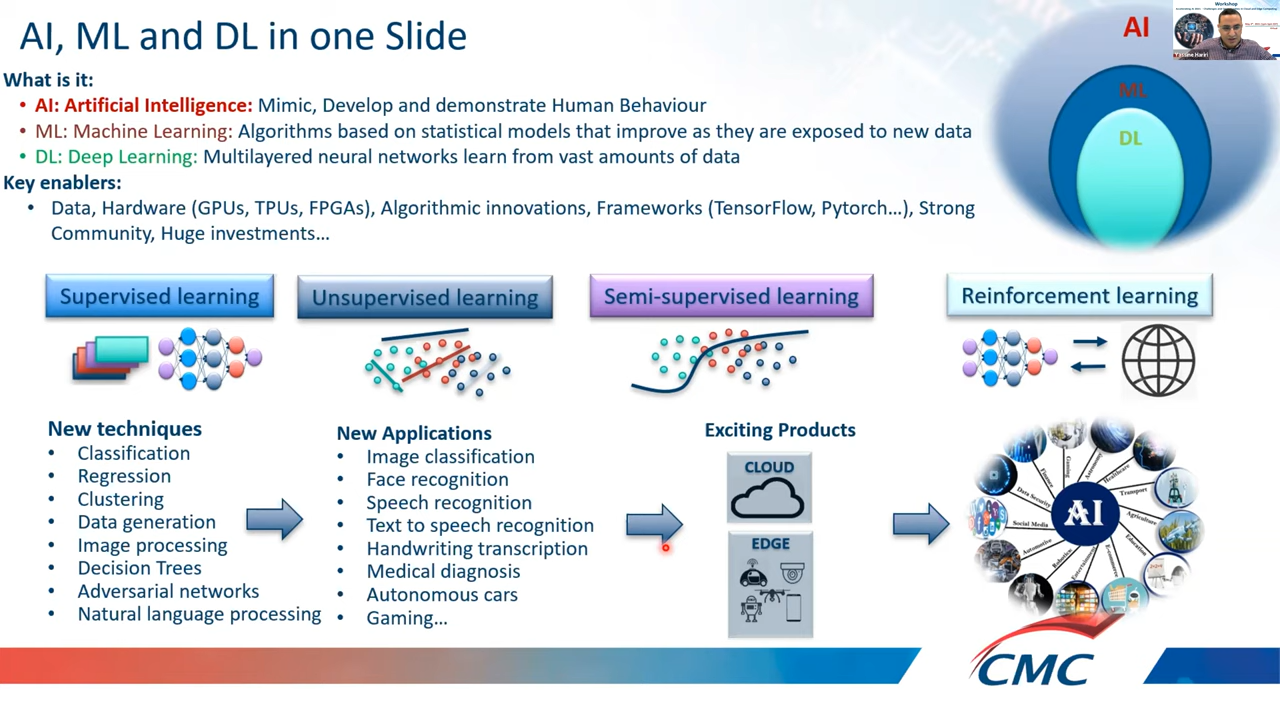 AI, ML and DL in one Slide
What is it:
• AI: Artificial Intelligence: Mimic, Develop and demonstrate Human Behaviour
• ML: Machine Learning: Algorithms based on statistical models that improve as they are exposed to new data
• DL: Deep Learning: Multilayered neural networks learn from vast amounts of data
Key enablers:
• Data, Hardware (GPUs, TPUs, FPGAs), Algorithmic innovations, Frameworks (TensorFlow, Pytorch…), Strong
Community, Huge investments…
AI
ML
DL
Workshop
Yassine Hariri
Supervised learning
Unsupervised learning
Semi-supervised learning
Reinforcement learning
New techniques
• Classification
• Regression
• Clustering
• Data generation
• Image processing
• Decision Trees
• Adversarial networks
• Natural language processing
New Applications
• Image classification
• Face recognition
• Speech recognition
• Text to speech recognition
• Handwriting transcription
• Medical diagnosis
• Autonomous cars
• Gaming…
Exciting Products
CLOUD
EDGE
AI
Gaming
Astronomy
Healthcare
Transport
Agriculture
Education
E-commerce
Entertainment
Robotics
Automotive
Social Media
Data Security
Finance
CMC